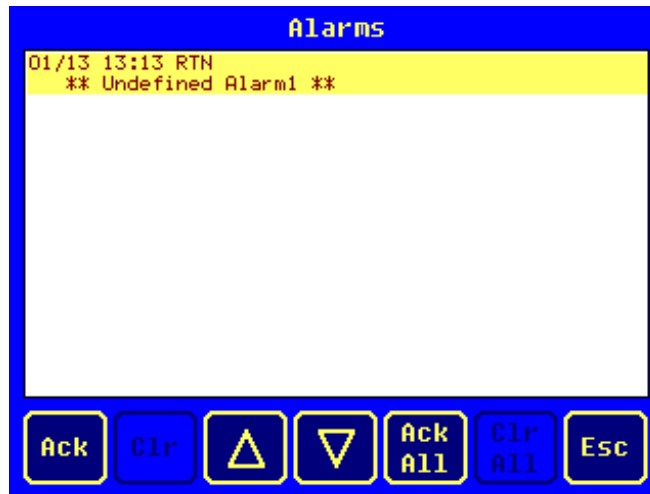 Alarms
01/13 13:13 RTN
** Undefined Alarm1 **
Ack
Clr
Ack
All
Clr
All
Esc